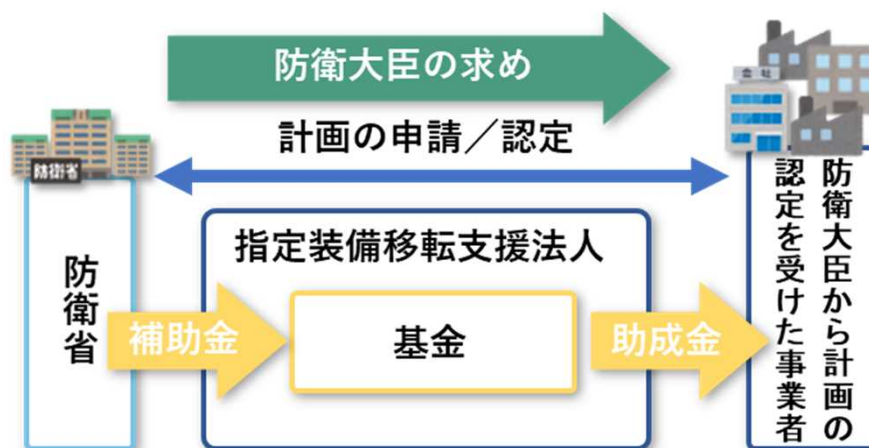 防衛大臣の求め
会社
計画の申請／認定
防衛省
防衛省
指定装備移転支援法人
補助金
基金
助成金
防衛大臣から計画の
認定を受けた事業者